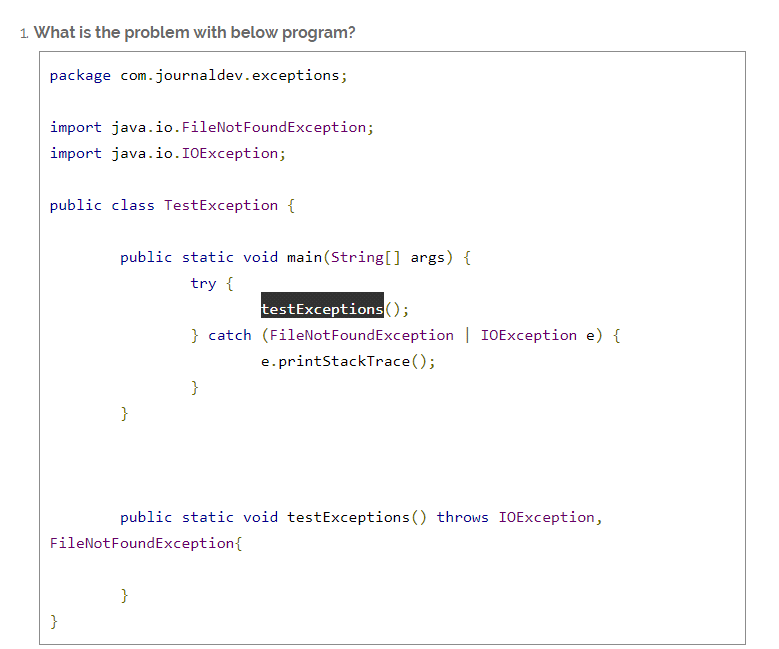 1. What is the problem with below program?
package com.journaldev.exceptions;
import java.io.FileNotFoundException;
import java.io.IOException;
public class TestException {
public static void main(String[] args) {
try {
testExceptions();
} catch (FileNotFoundException | IOException e) {
e.printStackTrace();
}
}
public static void testExceptions() throws IOException,
FileNotFoundException{
}
}